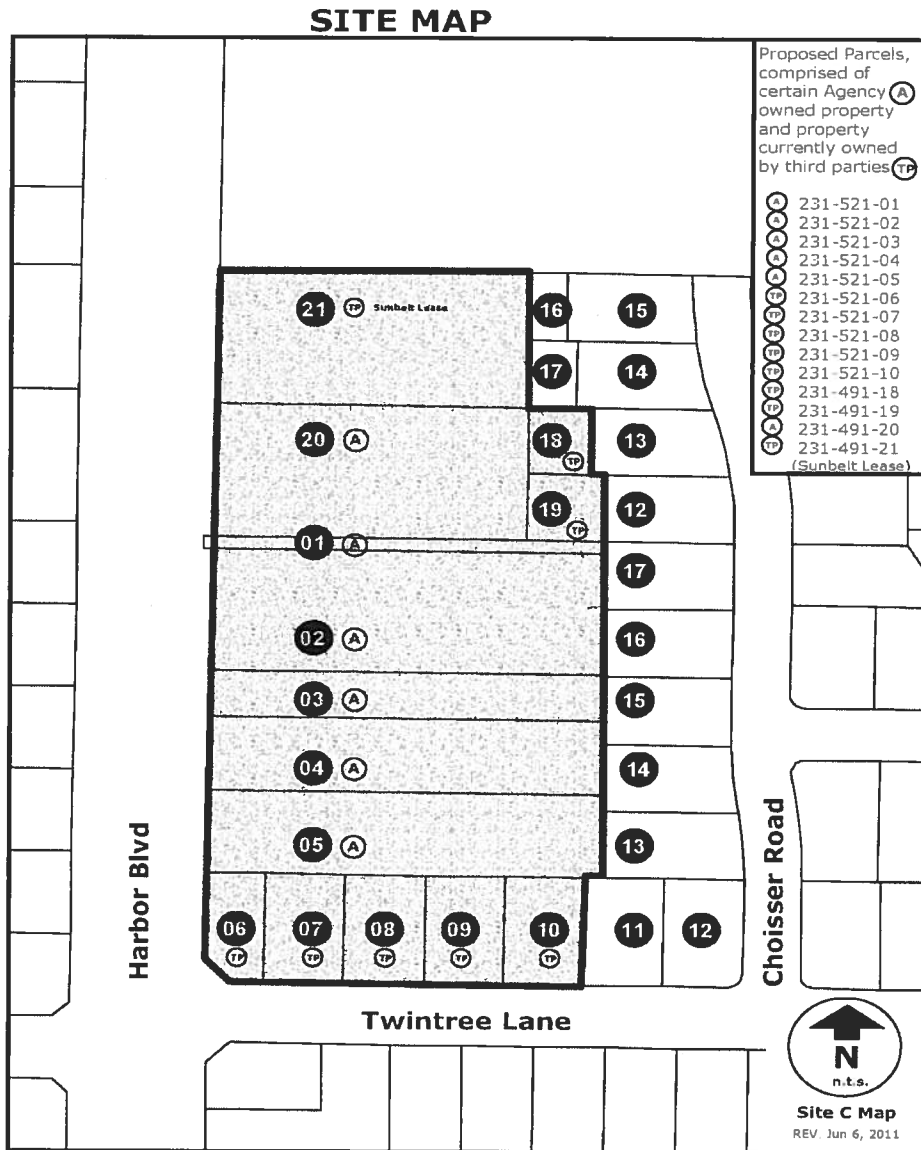 SITE MAP
Proposed Parcels,
comprised of
certain Agency A
owned property
and property
currently owned
by third parties TP
A 231-521-01
A 231-521-02
A 231-521-03
A 231-521-04
A 231-521-05
TP 231-521-06
TP 231-521-07
TP 231-521-08
TP 231-521-09
TP 231-521-10
TP 231-491-18
TP 231-491-19
A 231-491-20
TP 231-491-21
(Sunbelt Lease)
21 TP Sunbelt Lease
16 15
17 14
20 A
18 TP
13
19 TP
12
01 A
17
02 A
16
03 A
15
04 A
14
05 A
13
06 TP
07 TP
08 TP
09 TP
10 TP
11
12
Harbor Blvd
Choisser Road
Twintree Lane
N
n.t.s.
Site C Map
REV. Jun 6, 2011